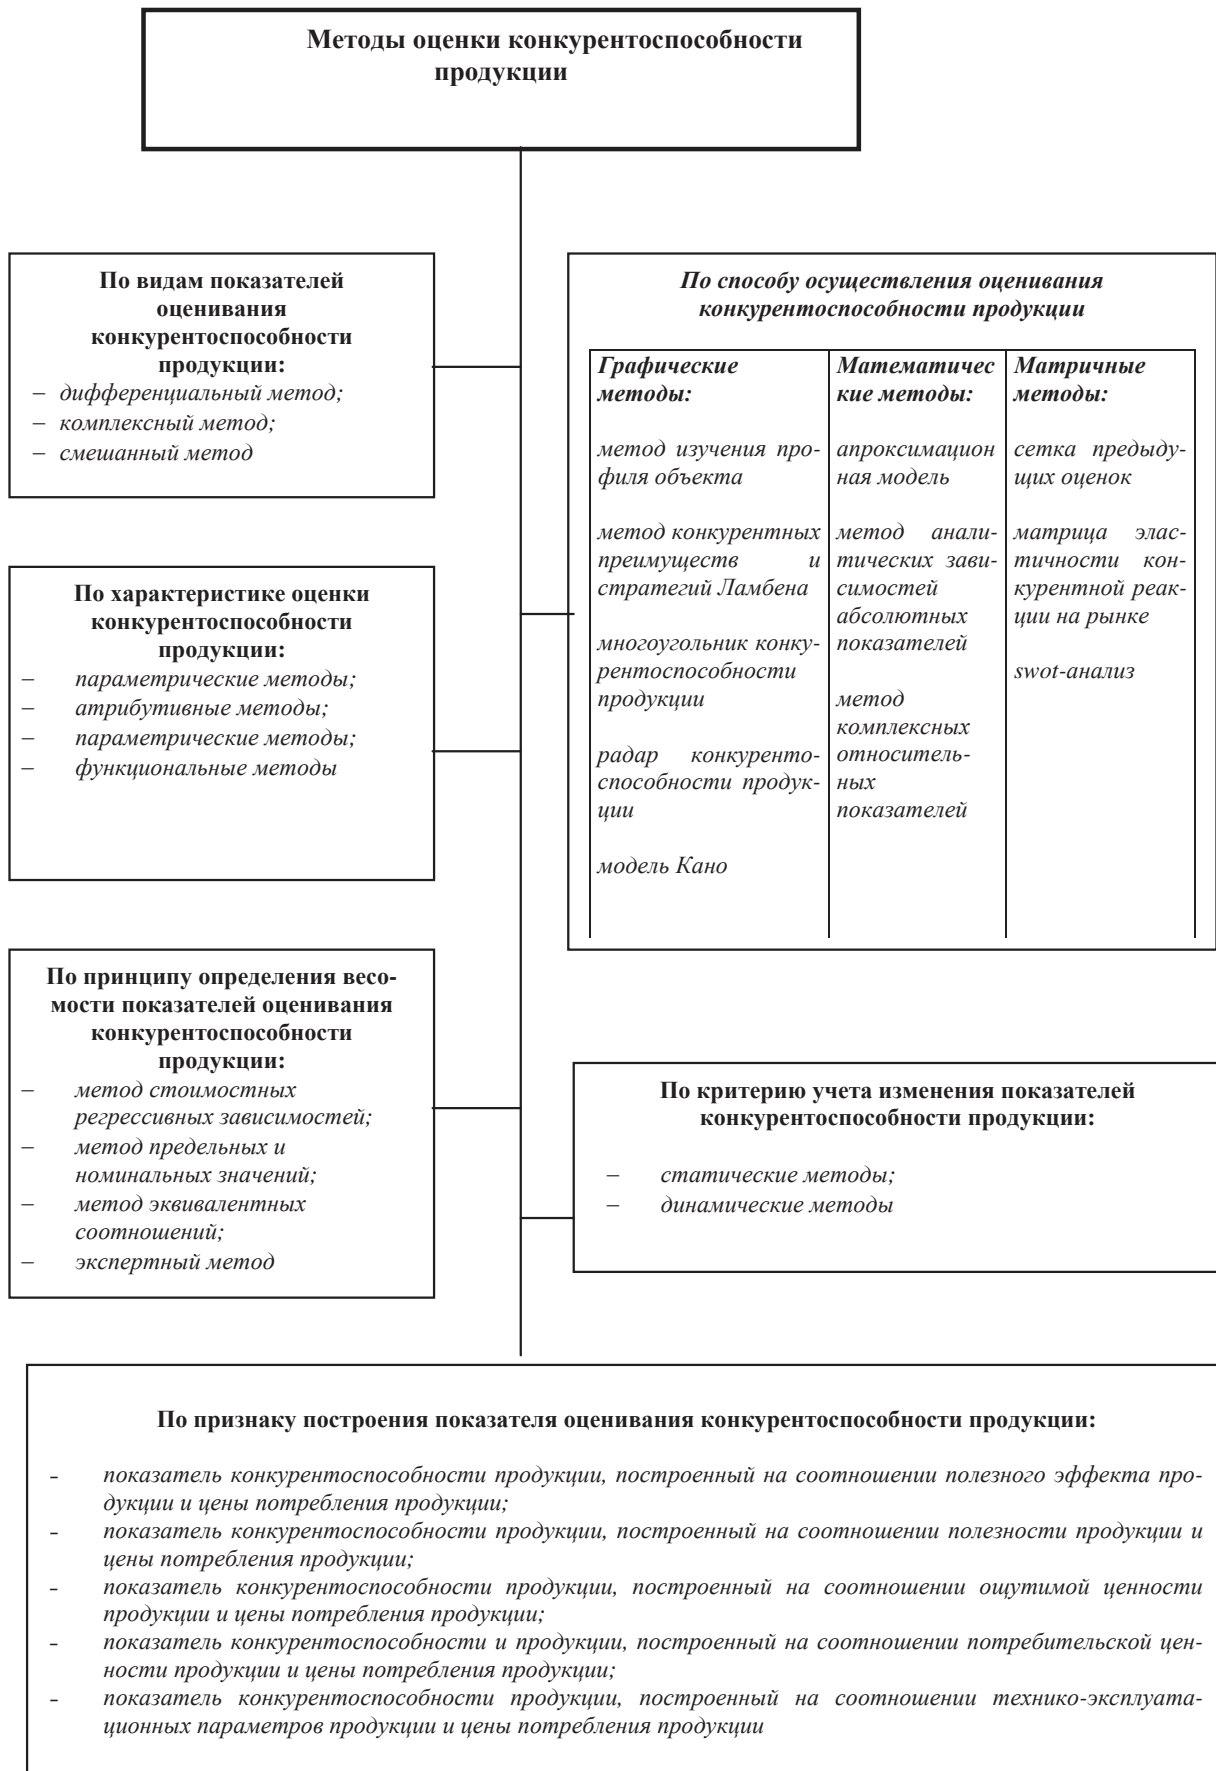 Методы оценки конкурентоспособности
продукции
По видам показателей
оценивания
конкурентоспособности
продукции:
– дифференциальный метод;
– комплексный метод;
– смешанный метод
По характеристике оценки
конкурентоспособности
продукции:
– параметрические методы;
– атрибутивные методы;
– параметрические методы;
– функциональные методы
По принципу определения весо-
мости показателей оценивания
конкурентоспособности
продукции:
– метод стоимостных
регрессивных зависимостей;
– метод предельных и
номинальных значений;
– метод эквивалентных
соотношений;
– экспертный метод
По способу осуществления оценивания
конкурентоспособности продукции
Графические
методы:
метод изучения про-
филя объекта
метод конкурентных
преимуществ и
стратегий Ламбена
многоугольник конку-
рентоспособности
продукции
радар конкуренто-
способности продук-
ции
модель Кано
Математичес
кие методы:
апроксимацион
ная модель
метод анали-
тических зави-
симостей
абсолютных
показателей
метод
комплексных
относитель-
ных
показателей
Матричные
методы:
сетка предыду-
щих оценок
матрица элас-
тичности кон-
курентной реак-
ции на рынке
swot-анализ
По критерию учета изменения показателей
конкурентоспособности продукции:
– статические методы;
– динамические методы
По признаку построения показателя оценивания конкурентоспособности продукции:
- показатель конкурентоспособности продукции, построенный на соотношении полезного эффекта про-
дукции и цены потребления продукции;
- показатель конкурентоспособности продукции, построенный на соотношении полезности продукции и
цены потребления продукции;
- показатель конкурентоспособности продукции, построенный на соотношении ощутимой ценности
продукции и цены потребления продукции;
- показатель конкурентоспособности и продукции, построенный на соотношении потребительской цен-
ности продукции и цены потребления продукции;
- показатель конкурентоспособности продукции, построенный на соотношении технико-эксплуата-
ционных параметров продукции и цены потребления продукции